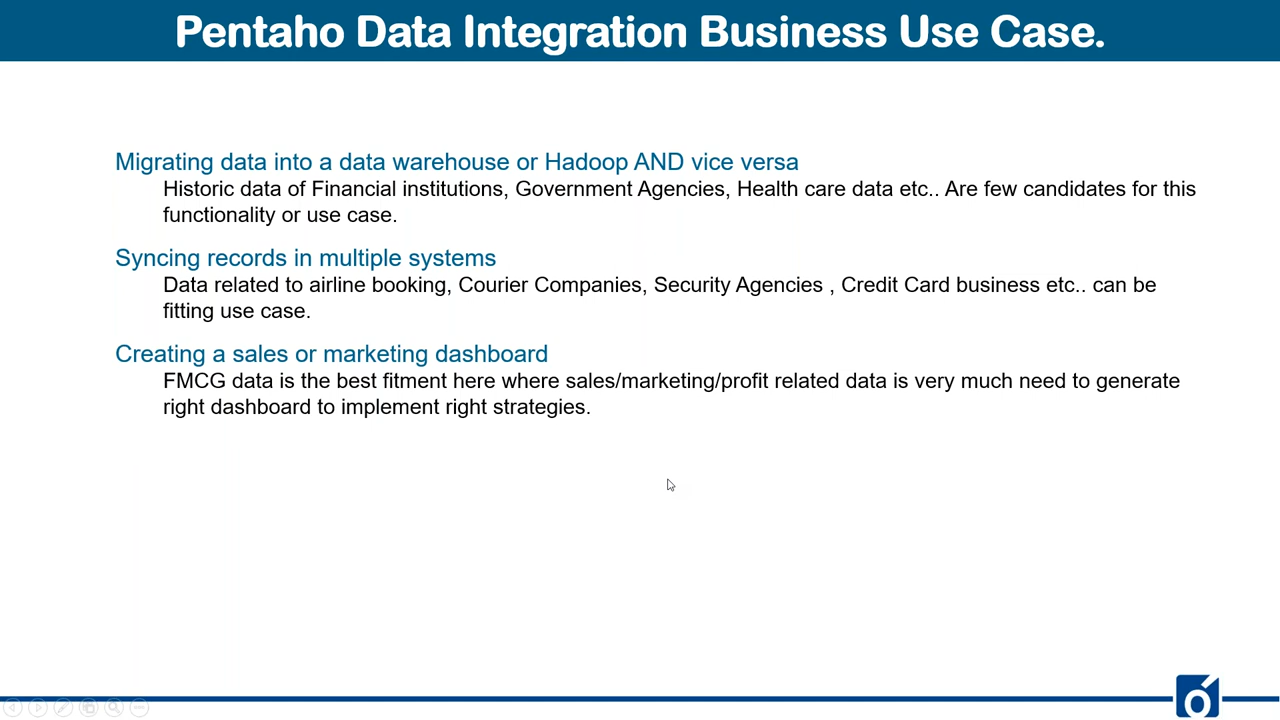 Pentaho Data Integration Business Use Case.
Migrating data into a data warehouse or Hadoop AND vice versa
Historic data of Financial institutions, Government Agencies, Health care data etc.. Are few candidates for this
functionality or use case.
Syncing records in multiple systems
Data related to airline booking, Courier Companies, Security Agencies , Credit Card business etc.. can be
fitting use case.
Creating a sales or marketing dashboard
FMCG data is the best fitment here where sales/marketing/profit related data is very much need to generate
right dashboard to implement right strategies.